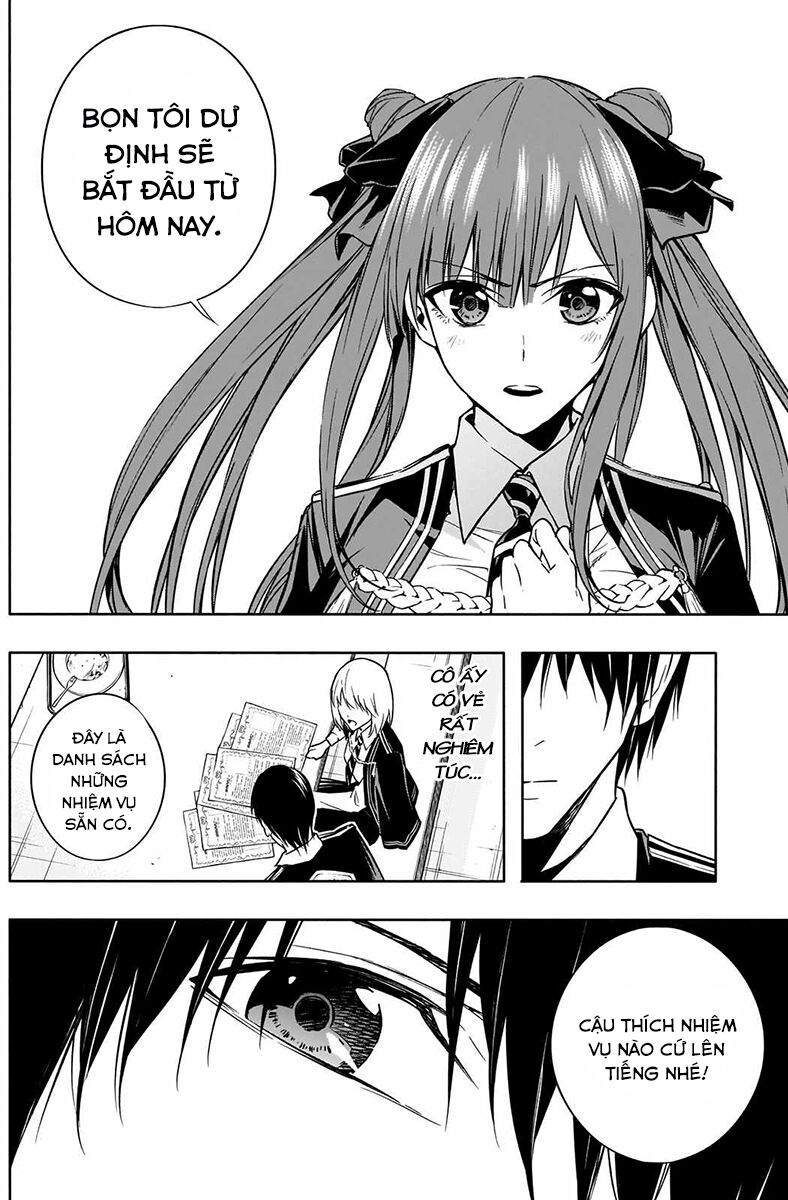 BỌN TÔI DỰ
ĐỊNH SẼ
BẮT ĐẦU TỪ
HÔM NAY.
CÔ ẤY
CÓ VẺ
RẤT
NGHIÊM
TÚC...
ĐÂY LÀ
DANH SÁCH
NHỮNG
NHIỆM VỤ
SẴN CÓ.
CẬU THÍCH NHIỆM
VỤ NÀO CỨ LÊN
TIẾNG NHÉ!